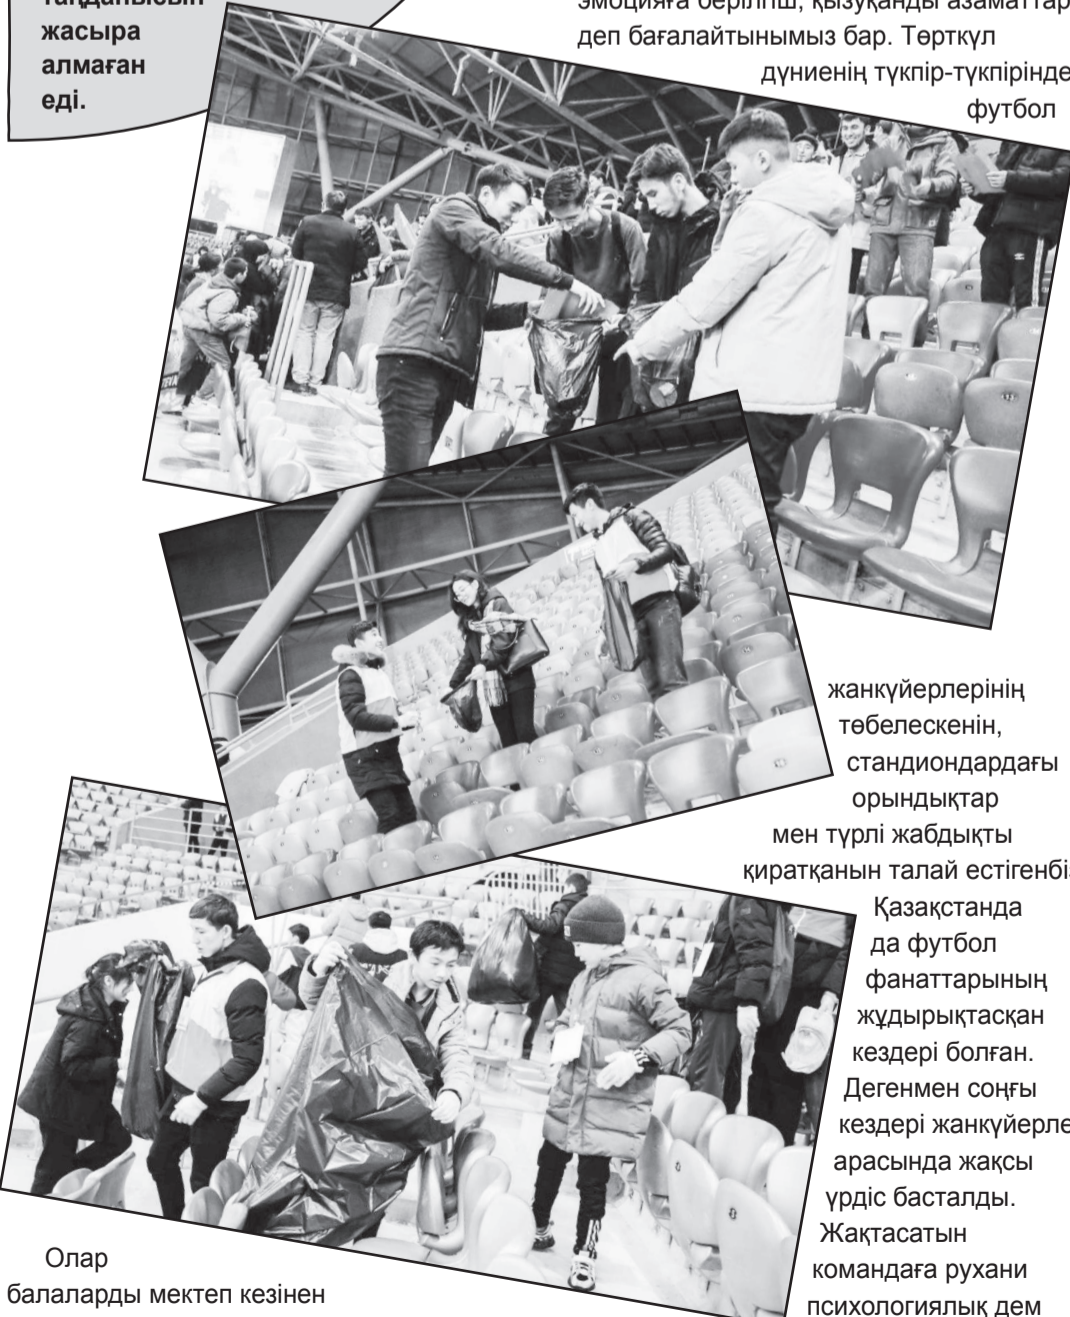 таңданысын
жасыра
алмаған
еді.
эмоцияға берілгіш, қызуқанды азаматтар
деп бағалайтынымыз бар. Төрткүл
дүниенің түкпір-түкпірінде
футбол
жанкүйерлерінің
төбелескенін,
стандиондардағы
орындықтар
мен түрлі жабдықты
қиратқанын талай естігенбіз
Қазақстанда
да футбол
фанаттарының
жұдырықтасқан
кездері болған.
Дегенмен соңғы
кездері жанкүйерле
арасында жақсы
үрдіс басталды.
Жақтасатын
командаға рухани
психологиялық дем
Олар
балаларды мектеп кезінен